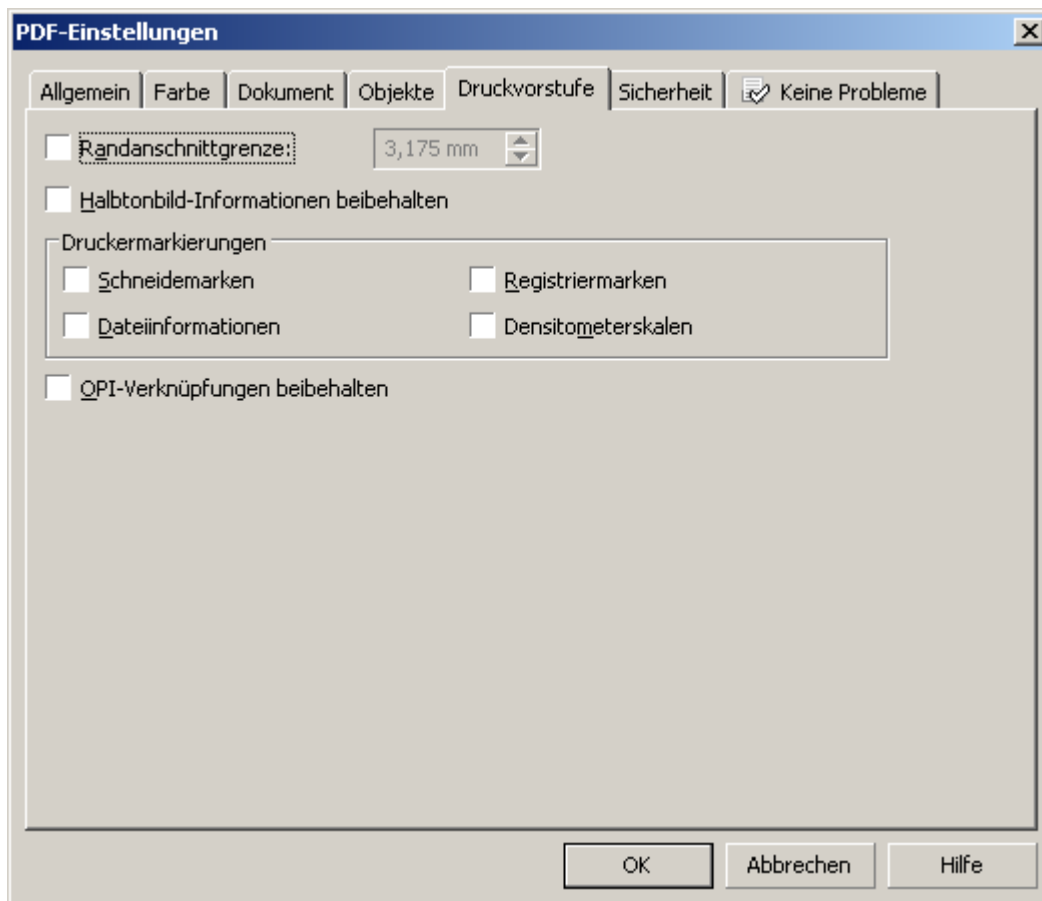 PDF-Einstellungen
Allgemein Farbe Dokument Objekte Druckvorstufe Sicherheit Keine Probleme
Randanschnittgrenze: 3,175 mm
Halbtonbild-Informationen beibehalten
Druckermarkierungen
Schneidemarken Registriermarken
Dateiinformationen Densitometerskalen
OPI-Verknüpfungen beibehalten
OK Abbrechen Hilfe